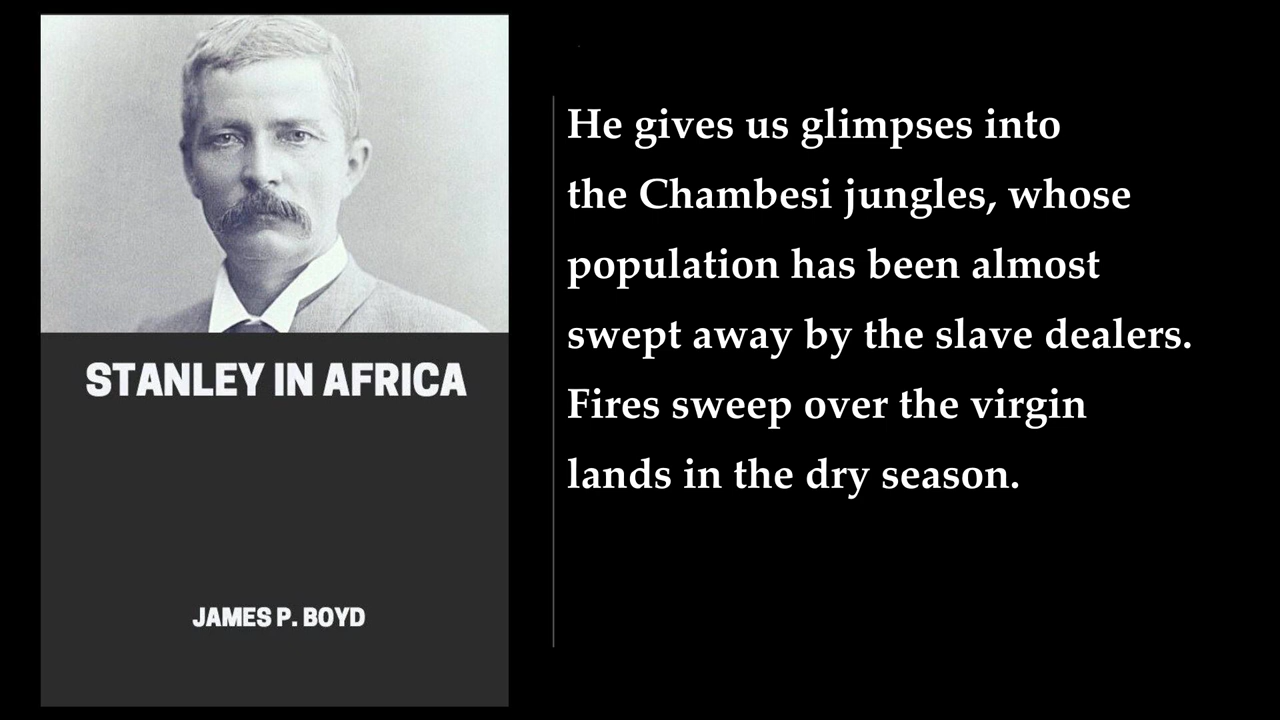 STANLEY IN AFRICA
JAMES P. BOYD
He gives us glimpses into
the Chambesi jungles, whose
population has been almost
swept away by the slave dealers.
Fires sweep over the virgin
lands in the dry season.